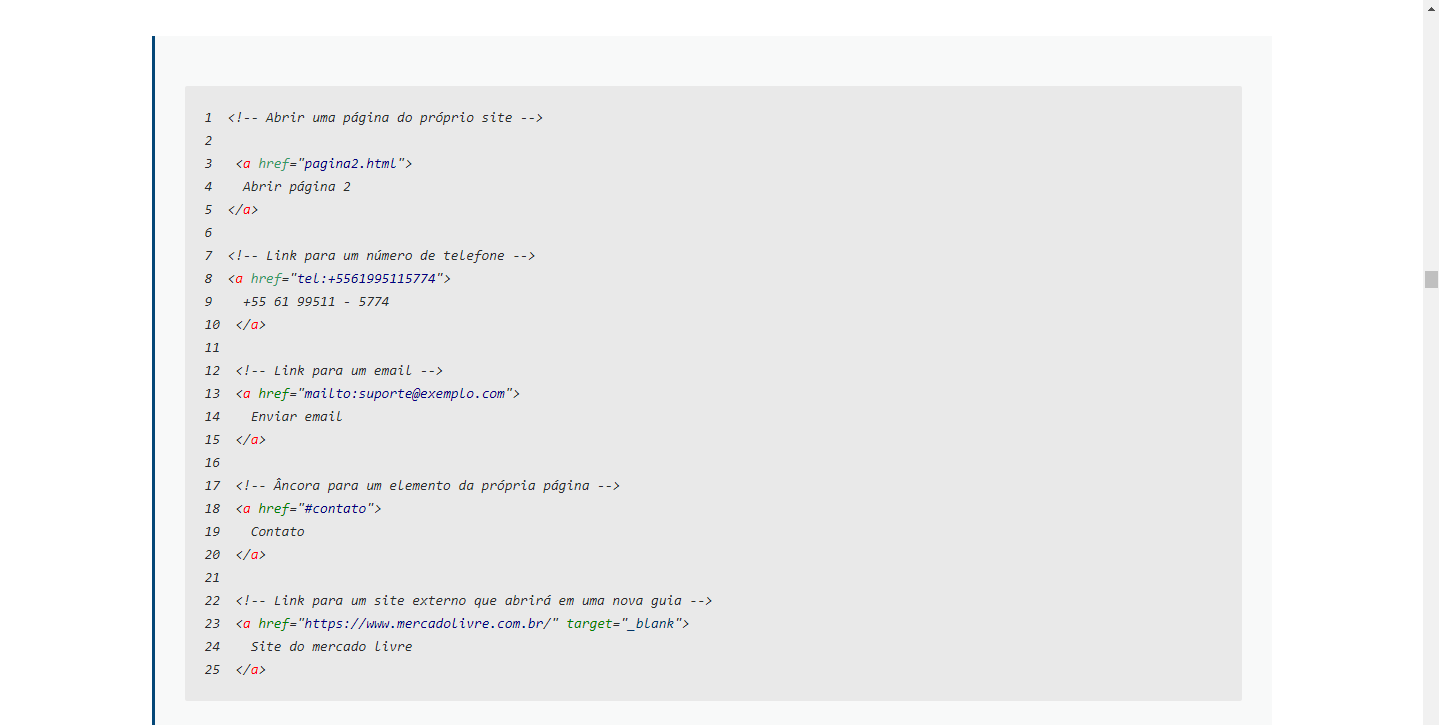 1 <!-- Abrir uma página do próprio site -->
2
3 <a href="pagina2.html">
4 Abrir página 2
5 </a>
6
7 <!-- Link para um número de telefone -->
8 <a href="tel:+5561995115774">
9 +55 61 99511 - 5774
10 </a>
11
12 <!-- Link para um email -->
13 <a href="mailto:suporte@exemplo.com">
14 Enviar email
15 </a>
16
17 <!-- Âncora para um elemento da própria página -->
18 <a href="#contato">
19 Contato
20 </a>
21
22 <!-- Link para um site externo que abrirá em uma nova guia -->
23 <a href="https://www.mercadolivre.com.br/" target="_blank">
24 Site do mercado livre
25 </a>